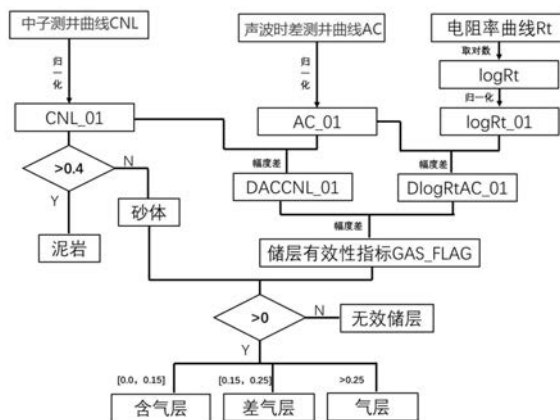 中子测井曲线CNL
声波时差测井曲线AC
电阻率曲线Rt
归一化
归一化
取对数
logRt
归一化
CNL_01
AC_01
logRt_01
>0.4
N
幅度差
幅度差
DACCNL_01
DlogRtAC_01
Y
砂体
幅度差
泥岩
储层有效性指标GAS_FLAG
>0
N
无效储层
Y
[0.0，0.15]
[0.15，0.25]
>0.25
含气层
差气层
气层